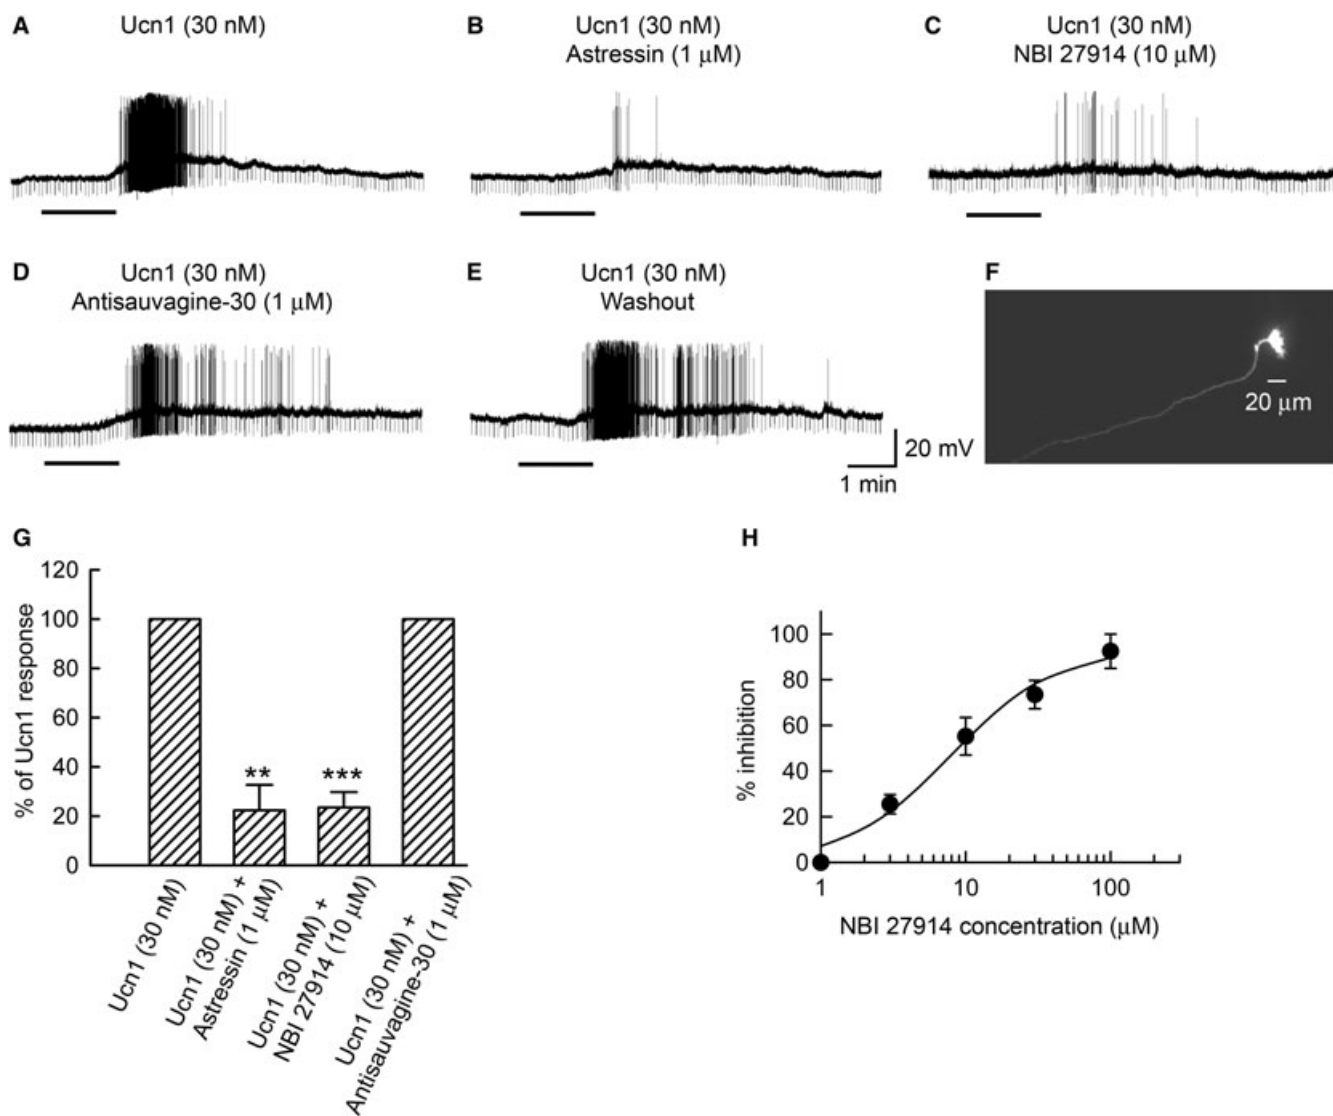 A
Ucn1 (30 nM)
B
Ucn1 (30 nM)
Astressin (1 μM)
C
Ucn1 (30 nM)
NBI 27914 (10 μM)
D
Ucn1 (30 nM)
Antisauvagine-30 (1 μM)
E
Ucn1 (30 nM)
Washout
20 mV
1 min
F
20 μm
G
% of Ucn1 response
120
100
80
60
40
20
0
**
***
Ucn1 (30 nM)
Ucn1 (30 nM) +
Astressin (1 μM)
Ucn1 (30 nM) +
NBI 27914 (10 μM)
Ucn1 (30 nM) +
Antisauvagine-30 (1 μM)
H
% inhibition
100
80
60
40
20
0
1
10
100
NBI 27914 concentration (μM)